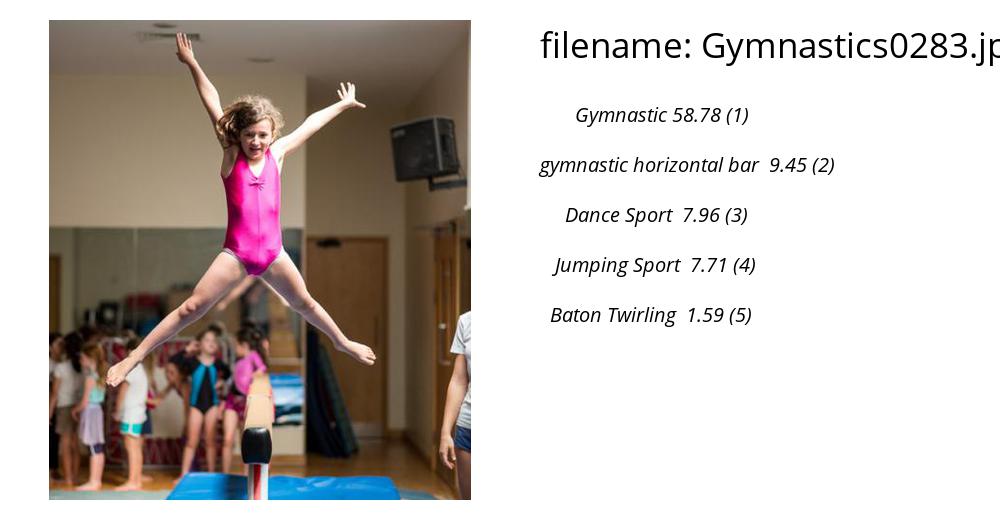 filename: Gymnastics0283.jp
Gymnastic 58.78 (1)
gymnastic horizontal bar 9.45 (2)
Dance Sport 7.96 (3)
Jumping Sport 7.71 (4)
Baton Twirling 1.59 (5)